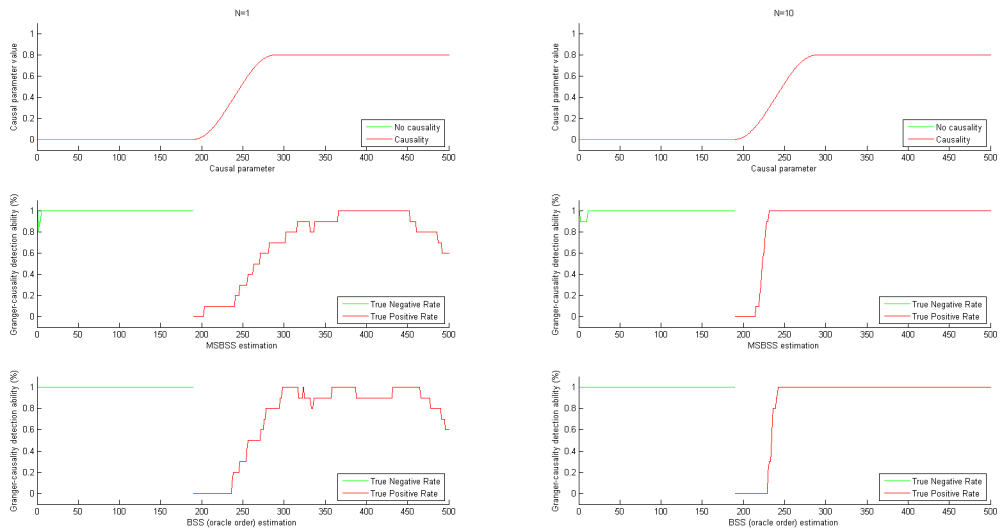 N=1
Causal parameter value
1
0.8
0.6
0.4
0.2
0
No causality
Causality
0 50 100 150 200 250 300 350 400 450 500
Causal parameter
N=10
Causal parameter value
1
0.8
0.6
0.4
0.2
0
No causality
Causality
0 50 100 150 200 250 300 350 400 450 500
Causal parameter
Granger-causality detection ability (%)
1
0.8
0.6
0.4
0.2
0
True Negative Rate
True Positive Rate
0 50 100 150 200 250 300 350 400 450 500
MSBSS estimation
Granger-causality detection ability (%)
1
0.8
0.6
0.4
0.2
0
True Negative Rate
True Positive Rate
0 50 100 150 200 250 300 350 400 450 500
MSBSS estimation
Granger-causality detection ability (%)
1
0.8
0.6
0.4
0.2
0
True Negative Rate
True Positive Rate
0 50 100 150 200 250 300 350 400 450 500
BSS (oracle order) estimation
Granger-causality detection ability (%)
1
0.8
0.6
0.4
0.2
0
True Negative Rate
True Positive Rate
0 50 100 150 200 250 300 350 400 450 500
BSS (oracle order) estimation